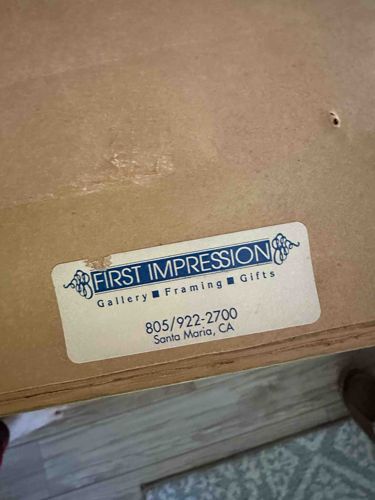 FIRST IMPRESSION
Gallery ■ Framing ■ Gifts
805/922-2700
Santa Maria, CA